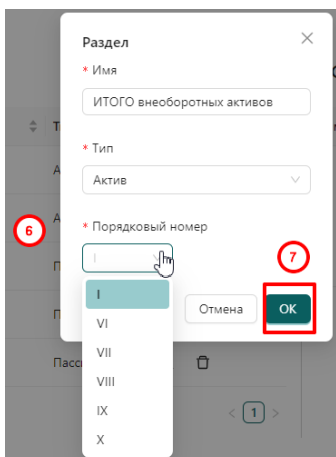 Раздел
* Имя
ИТОГО внеоборотных активов
* Тип
Актив
6
* Порядковый номер
I
7
I
VI
VII
VIII
IX
X
Отмена
OK
< 1 >